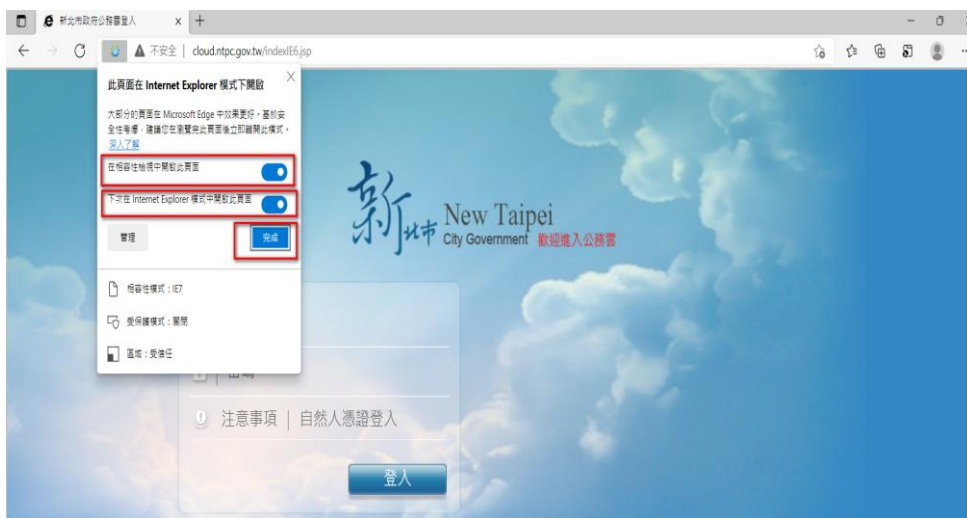 新北市政府公務雲登入
不安全 | cloud.ntpc.gov.tw/indexIE6.jsp
此頁面在 Internet Explorer 模式下開啟
大部分的頁面在 Microsoft Edge 中效果更好。基於安
全性考慮，建議您在瀏覽完此頁面後立即離開此模式。
深入了解
在相容性檢視中開啟此頁面
下次在 Internet Explorer 模式中開啟此頁面
管理
完成
相容性模式：IE7
受保護模式：關閉
區域：受信任
新北市 New Taipei
City Government 歡迎進入公務雲
注意事項 | 自然人憑證登入
登入